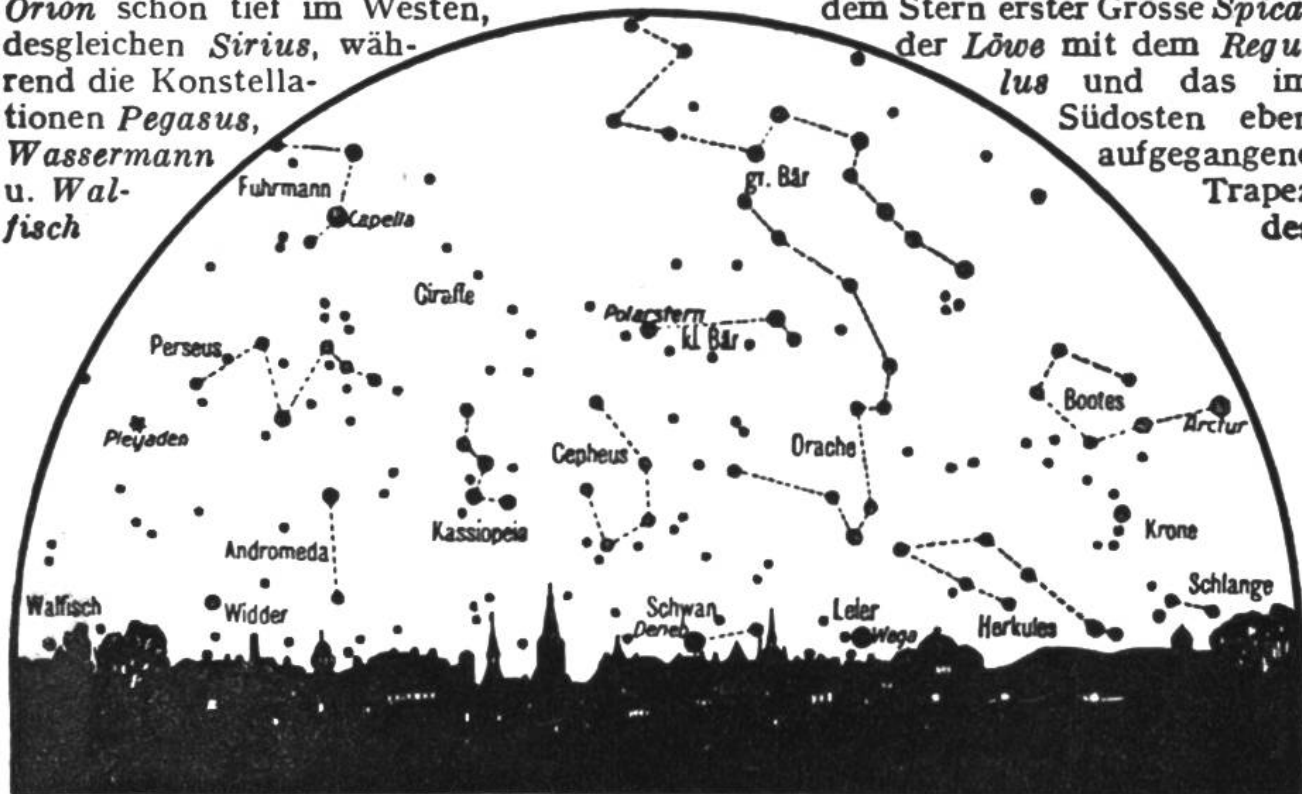 Orion schon tief im Westen,
desgleichen Sirius, wäh-
rend die Konstella-
tionen Pegasus,
Wassermann
u. Wal-
fisch
dem Stern erster Grösse Spica
der Löwe mit dem Regu-
lus und das im
Südosten eben
aufgegangene
Trapez
des
Fuhrmann
Capella
gr. Bär
Giraffe
Polarstern
kl. Bär
Perseus
Plejaden
Bootes
Arctur
Cepheus
Drache
Kassiopeia
Andromeda
Krone
Walfisch
Widder
Schwan
Deneb
Leier
Wega
Herkules
Schlange